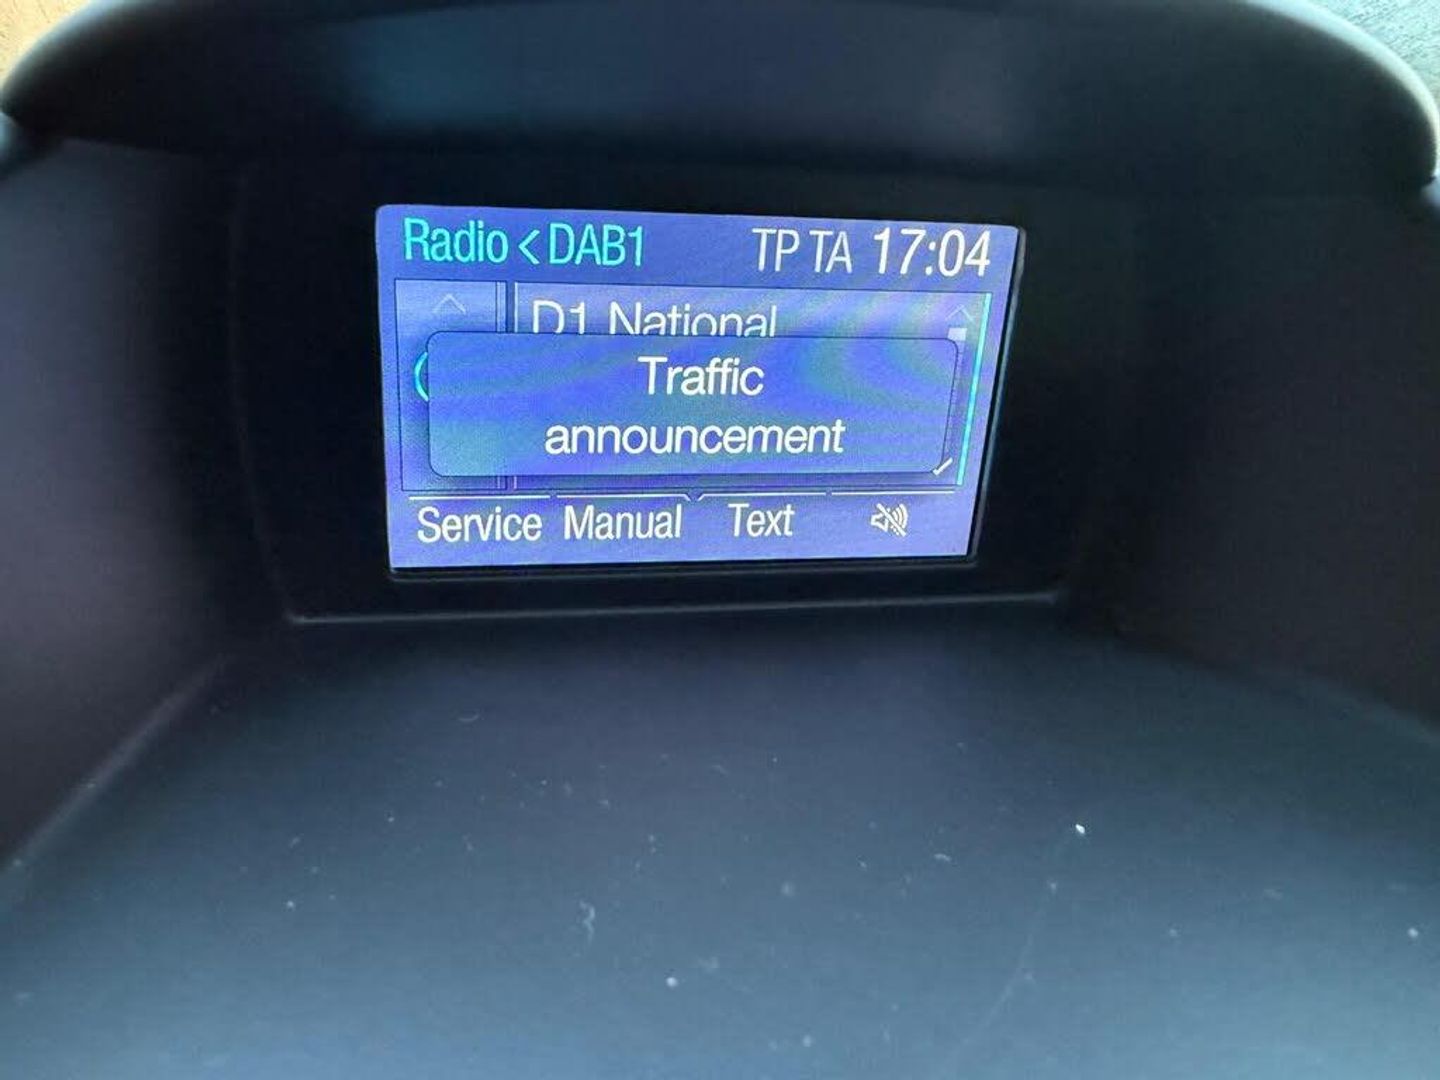 Radio < DAB1 TP TA 17:04
D1 National
Traffic
announcement
Service Manual Text